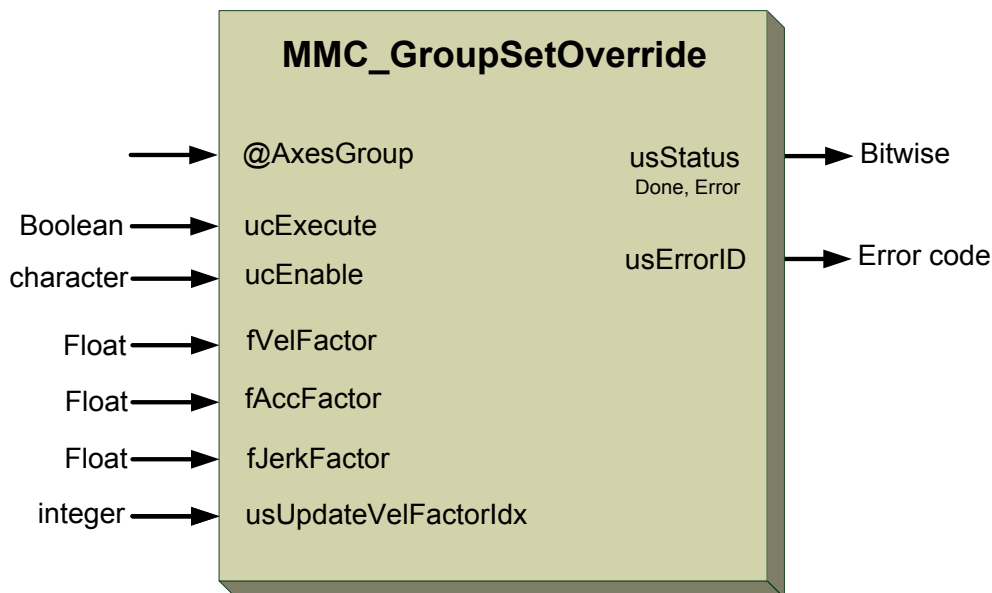 MMC_GroupSetOverride
@AxesGroup
usStatus
Bitwise
Done, Error
Boolean
ucExecute
usErrorID
Error code
character
ucEnable
Float
fVelFactor
Float
fAccFactor
Float
fJerkFactor
integer
usUpdateVelFactorIdx